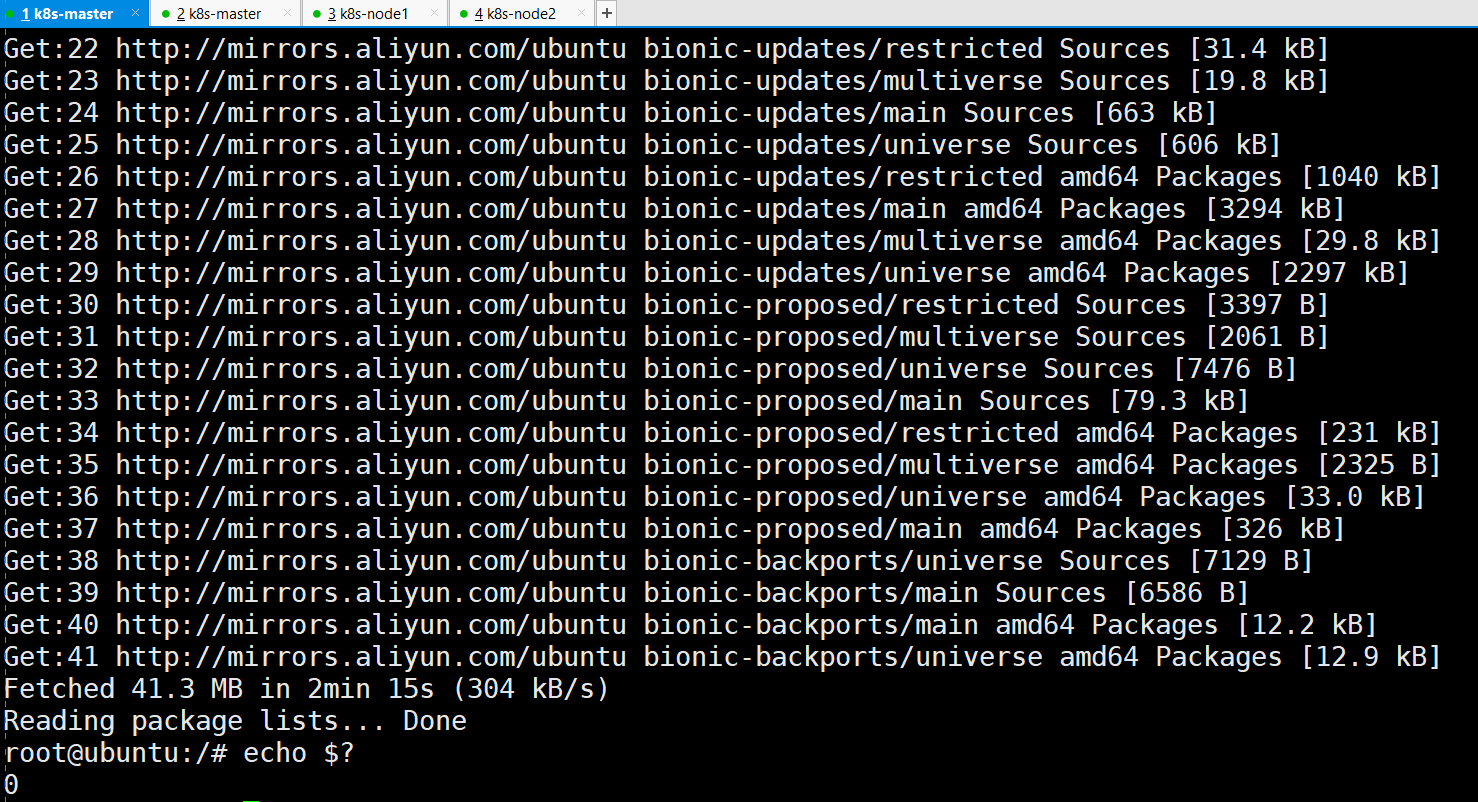 1 k8s-master × 2 k8s-master × 3 k8s-node1 × 4 k8s-node2 × +
Get:22 http://mirrors.aliyun.com/ubuntu bionic-updates/restricted Sources [31.4 kB]
Get:23 http://mirrors.aliyun.com/ubuntu bionic-updates/multiverse Sources [19.8 kB]
Get:24 http://mirrors.aliyun.com/ubuntu bionic-updates/main Sources [663 kB]
Get:25 http://mirrors.aliyun.com/ubuntu bionic-updates/universe Sources [606 kB]
Get:26 http://mirrors.aliyun.com/ubuntu bionic-updates/restricted amd64 Packages [1040 kB]
Get:27 http://mirrors.aliyun.com/ubuntu bionic-updates/main amd64 Packages [3294 kB]
Get:28 http://mirrors.aliyun.com/ubuntu bionic-updates/multiverse amd64 Packages [29.8 kB]
Get:29 http://mirrors.aliyun.com/ubuntu bionic-updates/universe amd64 Packages [2297 kB]
Get:30 http://mirrors.aliyun.com/ubuntu bionic-proposed/restricted Sources [3397 B]
Get:31 http://mirrors.aliyun.com/ubuntu bionic-proposed/multiverse Sources [2061 B]
Get:32 http://mirrors.aliyun.com/ubuntu bionic-proposed/universe Sources [7476 B]
Get:33 http://mirrors.aliyun.com/ubuntu bionic-proposed/main Sources [79.3 kB]
Get:34 http://mirrors.aliyun.com/ubuntu bionic-proposed/restricted amd64 Packages [231 kB]
Get:35 http://mirrors.aliyun.com/ubuntu bionic-proposed/multiverse amd64 Packages [2325 B]
Get:36 http://mirrors.aliyun.com/ubuntu bionic-proposed/universe amd64 Packages [33.0 kB]
Get:37 http://mirrors.aliyun.com/ubuntu bionic-proposed/main amd64 Packages [326 kB]
Get:38 http://mirrors.aliyun.com/ubuntu bionic-backports/universe Sources [7129 B]
Get:39 http://mirrors.aliyun.com/ubuntu bionic-backports/main Sources [6586 B]
Get:40 http://mirrors.aliyun.com/ubuntu bionic-backports/main amd64 Packages [12.2 kB]
Get:41 http://mirrors.aliyun.com/ubuntu bionic-backports/universe amd64 Packages [12.9 kB]
Fetched 41.3 MB in 2min 15s (304 kB/s)
Reading package lists... Done
root@ubuntu:/# echo $?
0